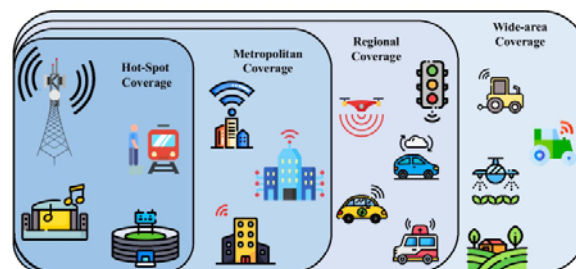 Hot-Spot
Coverage
Metropolitan
Coverage
Regional
Coverage
Wide-area
Coverage